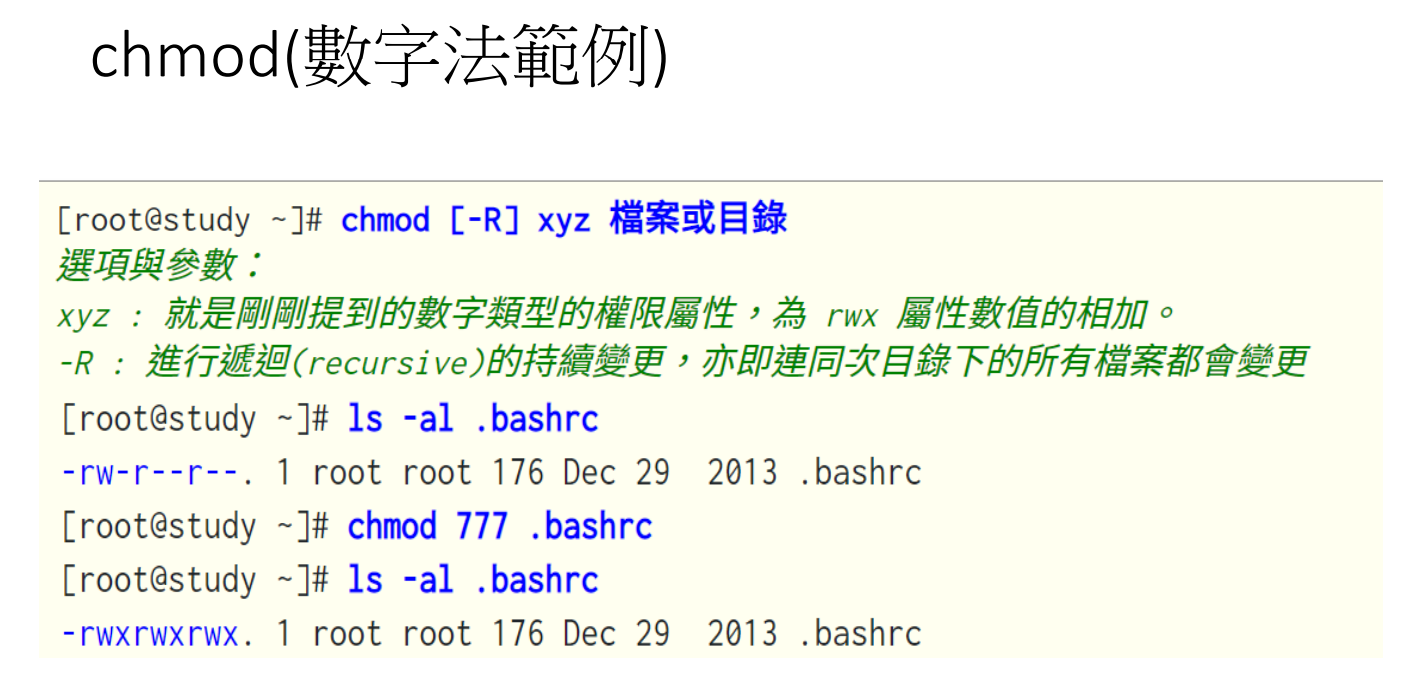 chmod(數字法範例)
[root@study ~]# chmod [-R] xyz 檔案或目錄
選項與參數：
xyz : 就是剛剛提到的數字類型的權限屬性，為 rwx 屬性數值的相加。
-R : 進行遞迴(recursive)的持續變更，亦即連同次目錄下的所有檔案都會變更
[root@study ~]# ls -al .bashrc
-rw-r--r--. 1 root root 176 Dec 29  2013 .bashrc
[root@study ~]# chmod 777 .bashrc
[root@study ~]# ls -al .bashrc
-rwxrwxrwx. 1 root root 176 Dec 29  2013 .bashrc